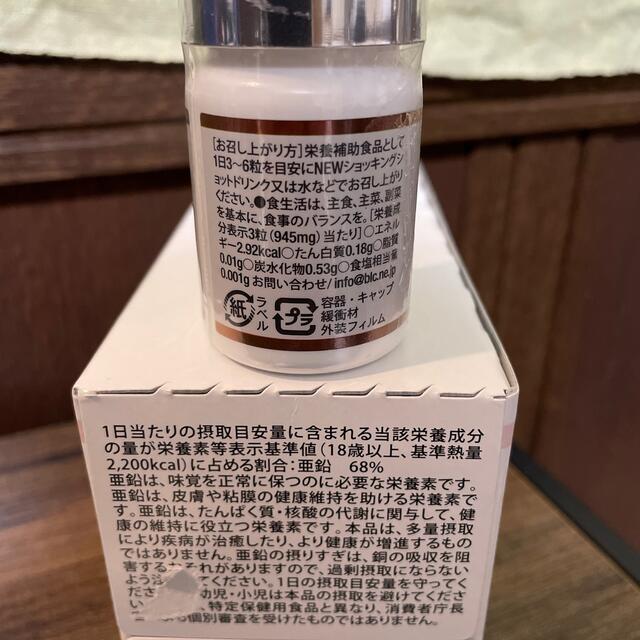 [お召し上がり方]栄養補助食品として
1日3~6粒を目安にNEWショッキングシ
ョットドリンク又は水などでお召し上がり
ください。●食生活は、主食、主菜、副菜
を基本に、食事のバランスを。[栄養成
分表示3粒(945mg)当たり]○エネル
ギー2.92kcal○たん白質0.18g○脂質
0.01g○炭水化物0.53g○食塩相当量
0.001g お問い合わせ/info@blc.ne.jp
紙 ラベル
プラ 容器・キャップ
緩衝材
外装フィルム
1日当たりの摂取目安量に含まれる当該栄養成分
の量が栄養素等表示基準値(18歳以上、基準熱量
2,200kcal)に占める割合:亜鉛 68%
亜鉛は、味覚を正常に保つのに必要な栄養素です。
亜鉛は、皮膚や粘膜の健康維持を助ける栄養素で
す。亜鉛は、たんぱく質・核酸の代謝に関与して、健
康の維持に役立つ栄養素です。本品は、多量摂取
により疾病が治癒したり、より健康が増進するもので
はありません。亜鉛の摂りすぎは、銅の吸収を阻
害するおそれがありますので、過剰摂取にならない
よう注 てください。1日の摂取目安量を守ってく
ださ 幼児・小児は本品の摂取を避けてくださ
、特定保健用食品と異なり、消費者庁長
る個別審査を受けたものではありません。